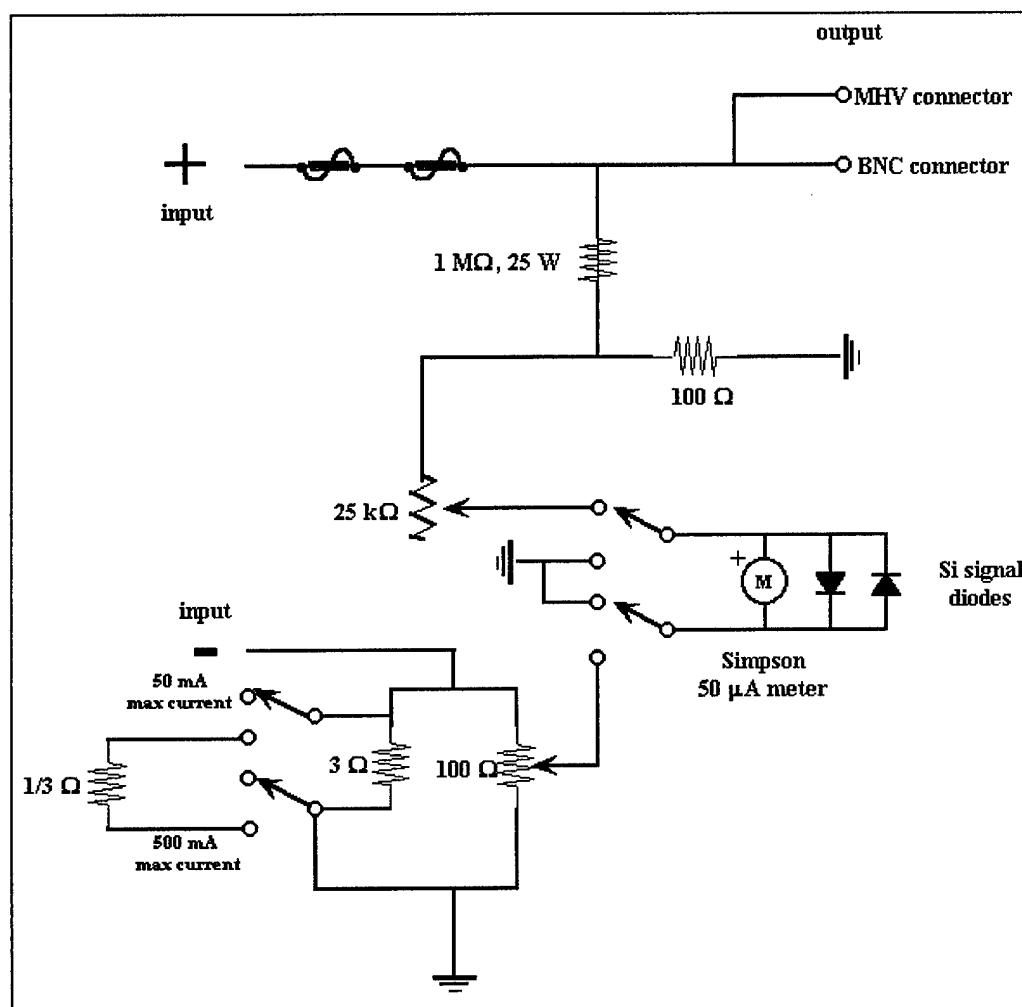 output
MHV connector
+
BNC connector
input
1 MΩ, 25 W
100 Ω
25 kΩ
+
M
Si signal
diodes
input
-
Simpson
50 µA meter
50 mA
max current
3 Ω
100 Ω
1/3 Ω
500 mA
max current